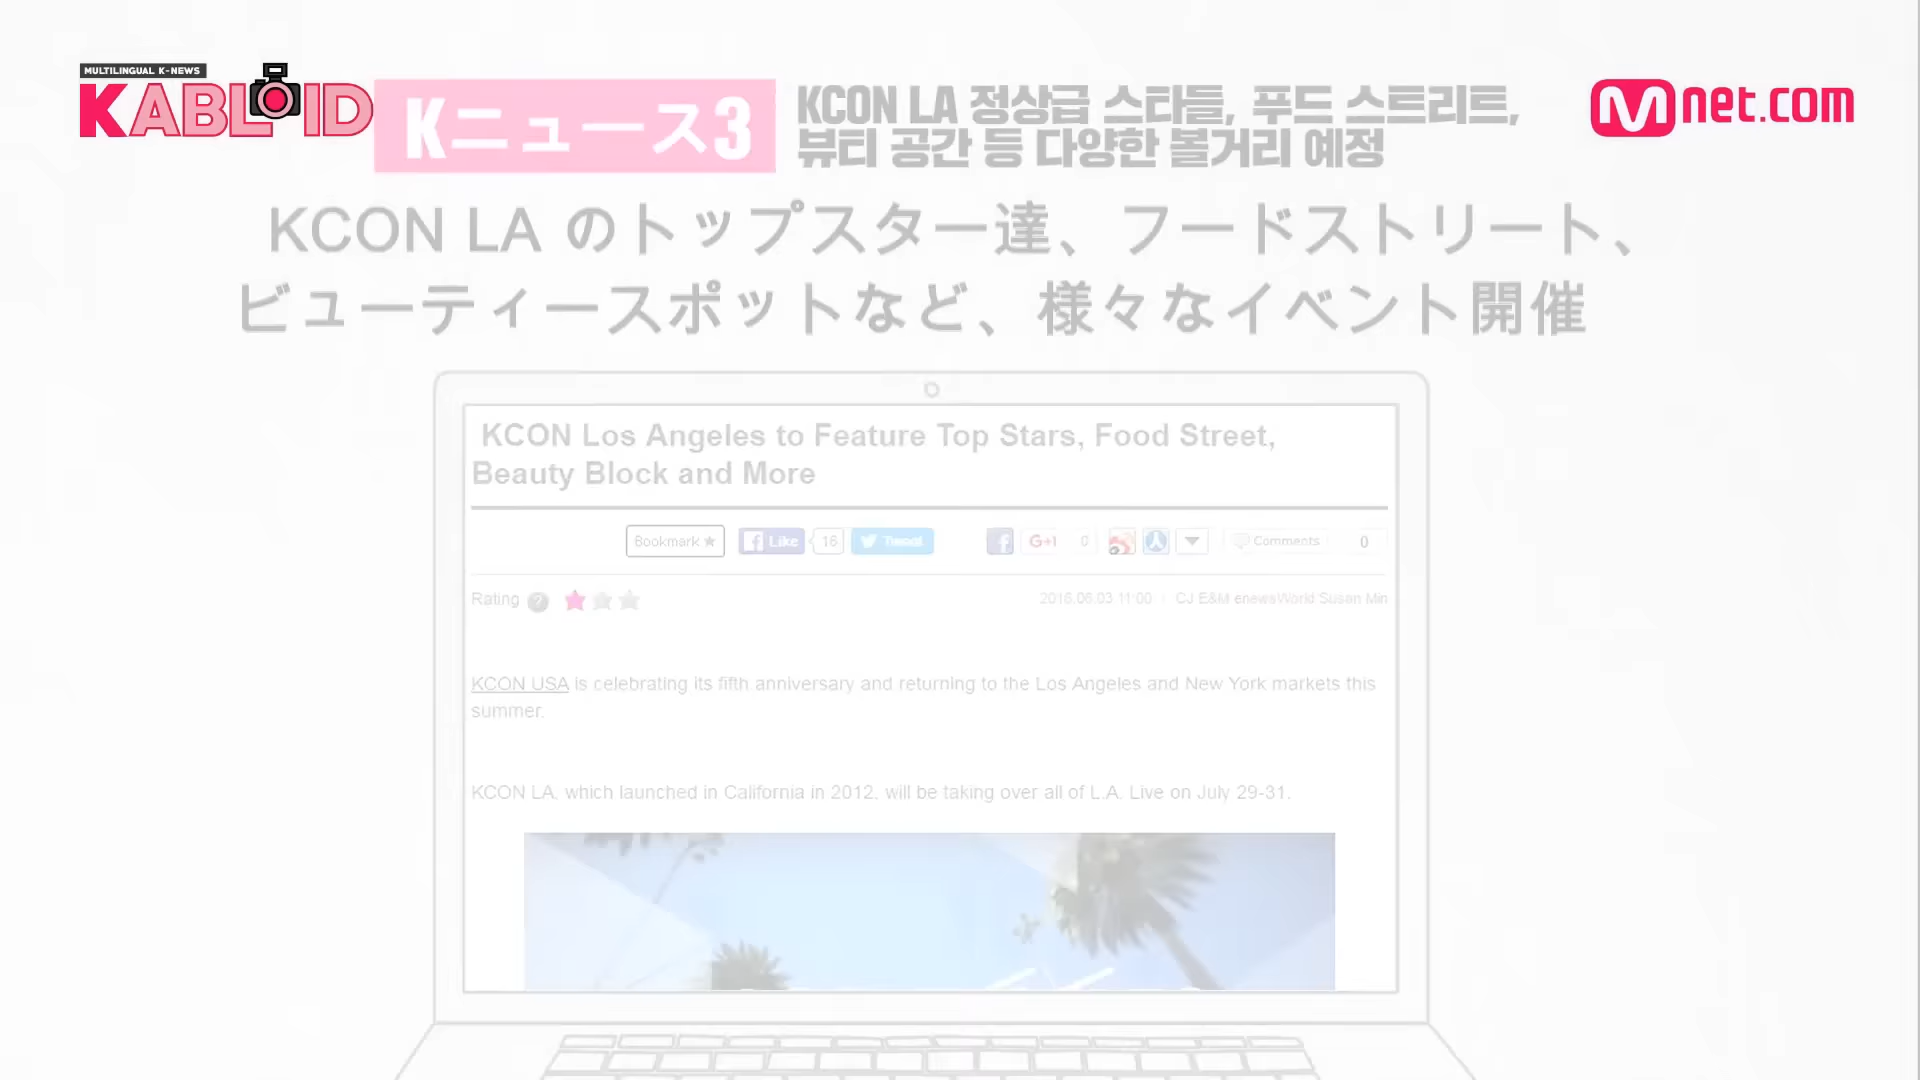 MULTILINGUAL K-NEWS
KABLOID
Kニュース3
KCON LA 정상급 스타들, 푸드 스트리트,
뷰티 공간 등 다양한 볼거리 예정
Mnet.com
KCON LA のトップスター達、フードストリート、
ビューティースポットなど、様々なイベント開催
KCON Los Angeles to Feature Top Stars, Food Street,
Beauty Block and More
Bookmark ★ Like 16 Tweet G+1 0 Comments 0
Rating ? 2016.06.03 11:00 CJ E&M enewsWorld Susan Min
KCON USA is celebrating its fifth anniversary and returning to the Los Angeles and New York markets this
summer.
KCON LA, which launched in California in 2012, will be taking over all of L.A. Live on July 29-31.